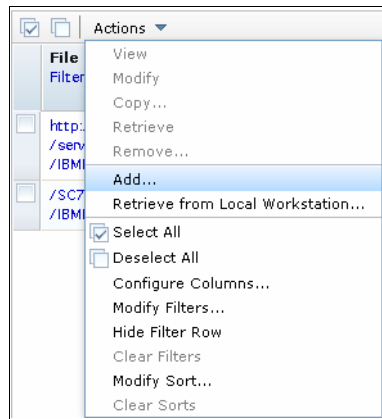 Actions
File
Filter
http:
/serv
/IBMI
/SC7
/IBMI
View
Modify
Copy...
Retrieve
Remove...
Add...
Retrieve from Local Workstation...
Select All
Deselect All
Configure Columns...
Modify Filters...
Hide Filter Row
Clear Filters
Modify Sort...
Clear Sorts